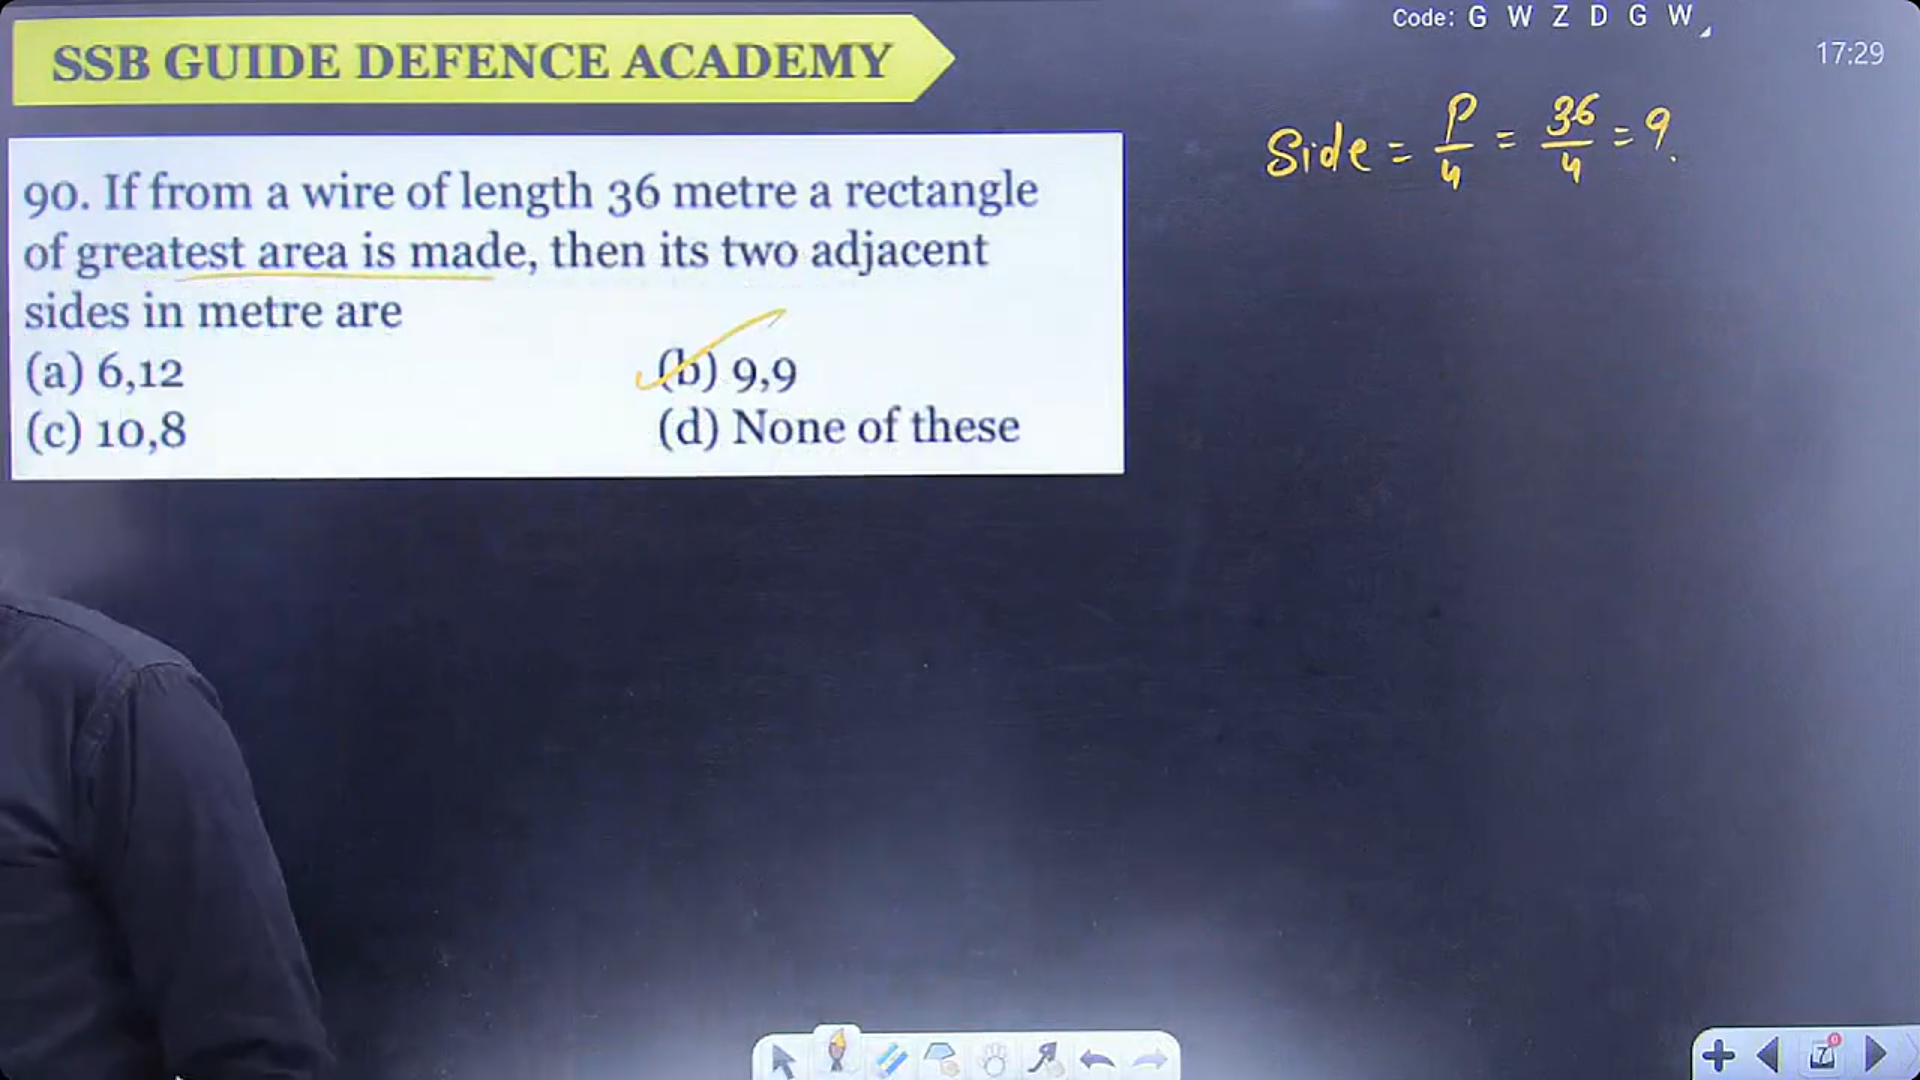 Code: G W Z D G W
17:29
SSB GUIDE DEFENCE ACADEMY
Side = P/4 = 36/4 = 9.
90. If from a wire of length 36 metre a rectangle
of greatest area is made, then its two adjacent
sides in metre are
(a) 6,12
(b) 9,9
(c) 10,8
(d) None of these
7
0